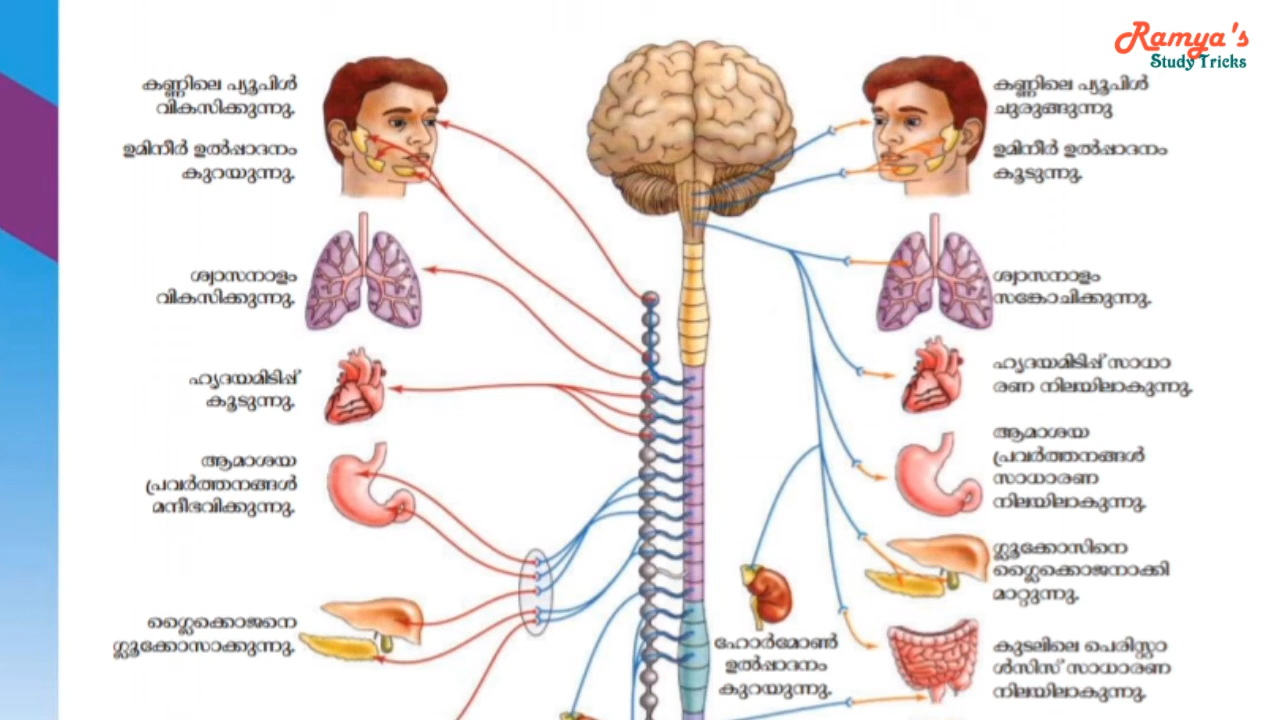 Ramya's
Study Tricks
കണ്ണിലെ പ്യൂപിൾ
വികസിക്കുന്നു.
ഉമിനീർ ഉൽപ്പാദനം
കുറയുന്നു.
ശ്വാസനാളം
വികസിക്കുന്നു.
ഹൃദയമിടിപ്പ്
കൂടുന്നു.
ആമാശയ
പ്രവർത്തനങ്ങൾ
മന്ദീഭവിക്കുന്നു.
ഗ്ലൈക്കൊജനെ
ഗ്ലൂക്കോസാക്കുന്നു.
ഹോർമോൺ
ഉൽപ്പാദനം
കുറയുന്നു.
കണ്ണിലെ പ്യൂപിൾ
ചുരുങ്ങുന്നു
ഉമിനീർ ഉൽപ്പാദനം
കൂടുന്നു.
ശ്വാസനാളം
സങ്കോചിക്കുന്നു.
ഹൃദയമിടിപ്പ് സാധാ
രണ നിലയിലാകുന്നു.
ആമാശയ
പ്രവർത്തനങ്ങൾ
സാധാരണ
നിലയിലാകുന്നു.
ഗ്ലൂക്കോസിനെ
ഗ്ലൈക്കൊജനാക്കി
മാറ്റുന്നു.
കുടലിലെ പെരിസ്റ്റാ
ൾസിസ് സാധാരണ
നിലയിലാകുന്നു.